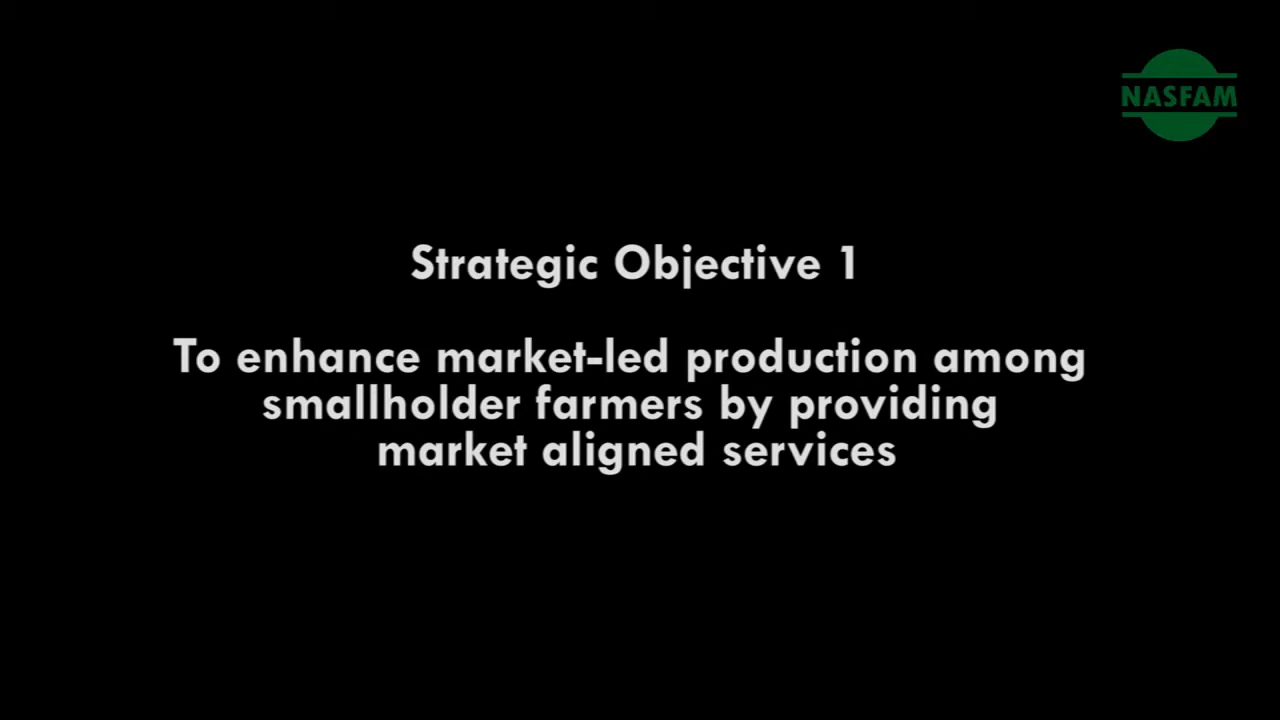 NASFAM
Strategic Objective 1
To enhance market-led production among
smallholder farmers by providing
market aligned services